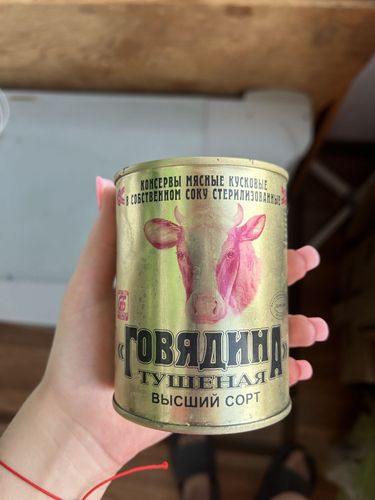 КОНСЕРВЫ МЯСНЫЕ КУСКОВЫЕ
В СОБСТВЕННОМ СОКУ СТЕРИЛИЗОВАННЫЕ
«ГОВЯДИНА»
ТУШЕНАЯ
ВЫСШИЙ СОРТ